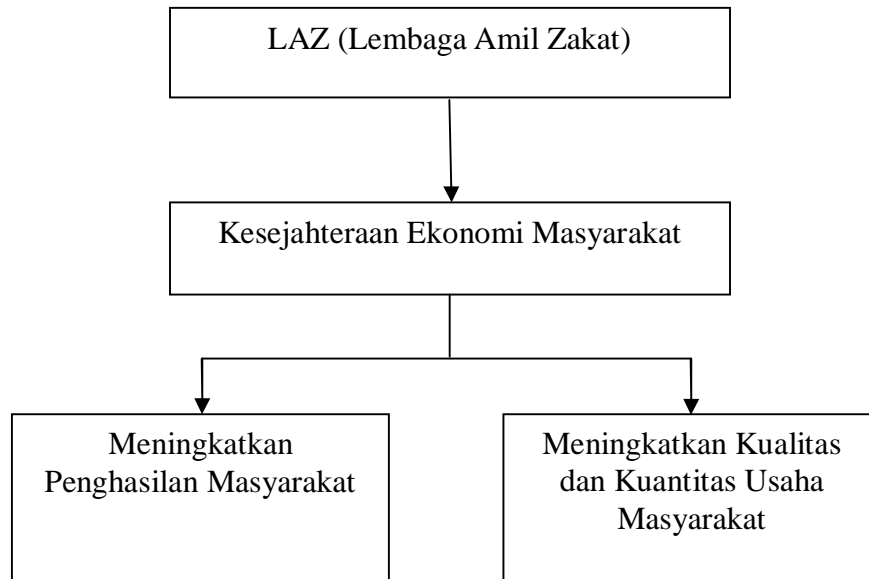 LAZ (Lembaga Amil Zakat)
Kesejahteraan Ekonomi Masyarakat
Meningkatkan
Penghasilan Masyarakat
Meningkatkan Kualitas
dan Kuantitas Usaha
Masyarakat